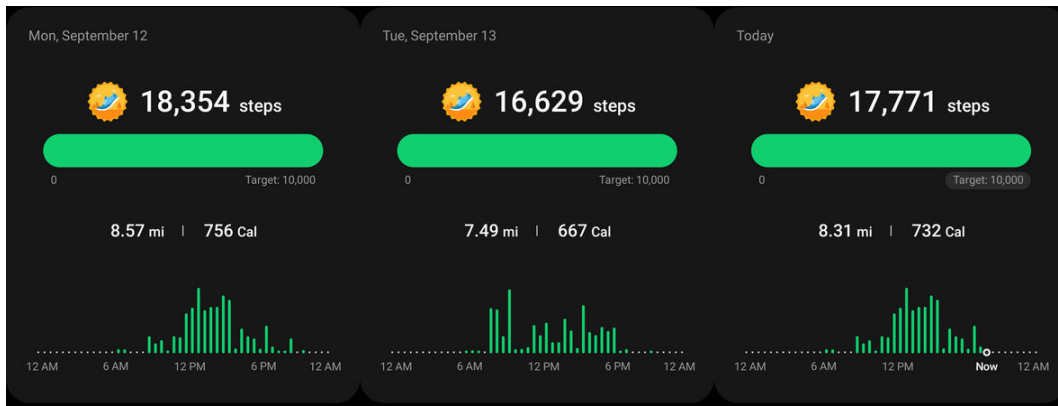 Mon, September 12
18,354 steps
0 Target: 10,000
8.57 mi | 756 Cal
12 AM 6 AM 12 PM 6 PM 12 AM
Tue, September 13
16,629 steps
0 Target: 10,000
7.49 mi | 667 Cal
12 AM 6 AM 12 PM 6 PM 12 AM
Today
17,771 steps
0 Target: 10,000
8.31 mi | 732 Cal
12 AM 6 AM 12 PM Now 12 AM